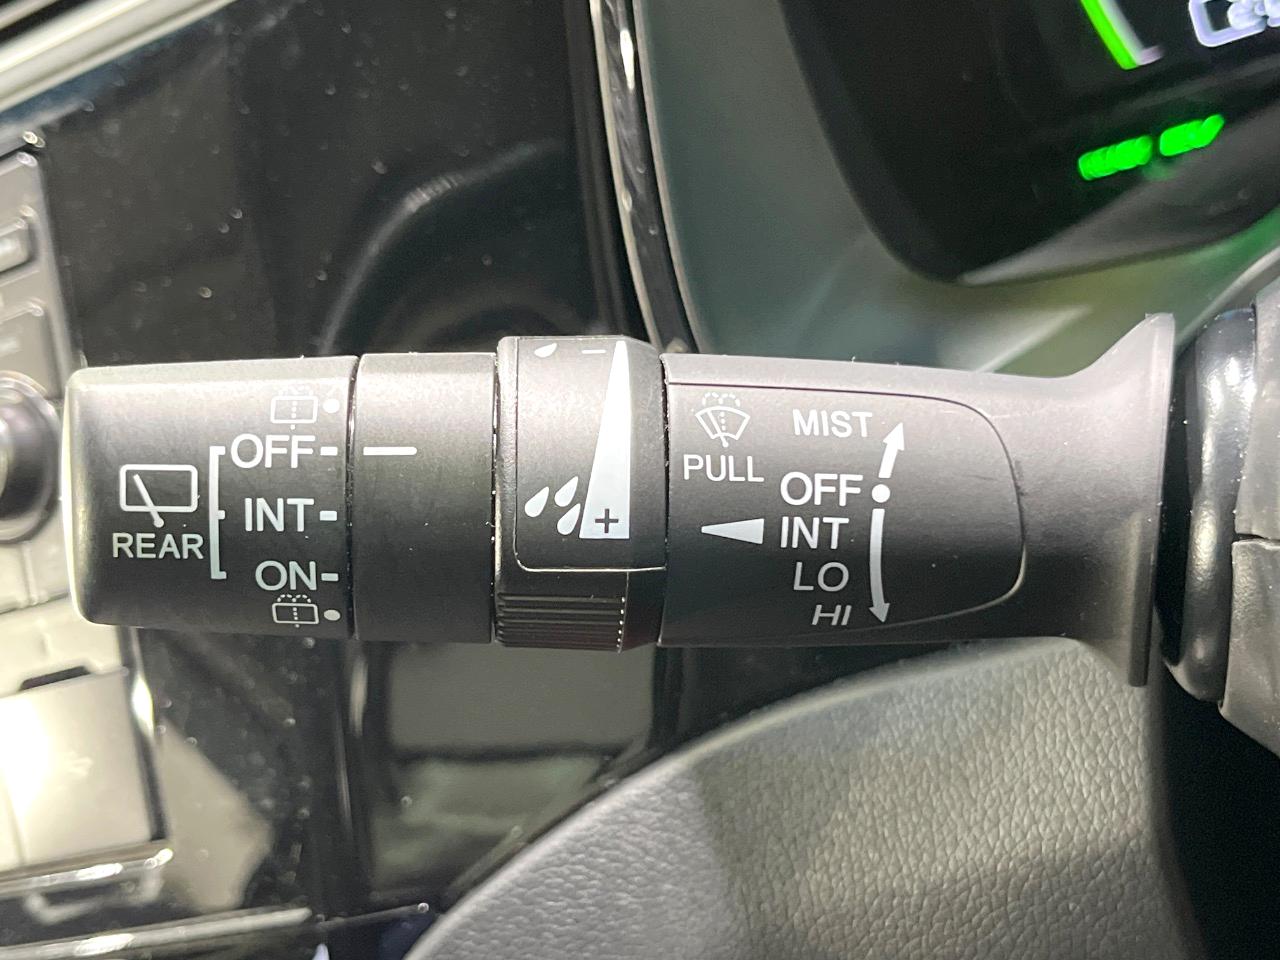 REAR
OFF
INT
ON
− 
+
PULL
MIST
OFF
INT
LO
HI